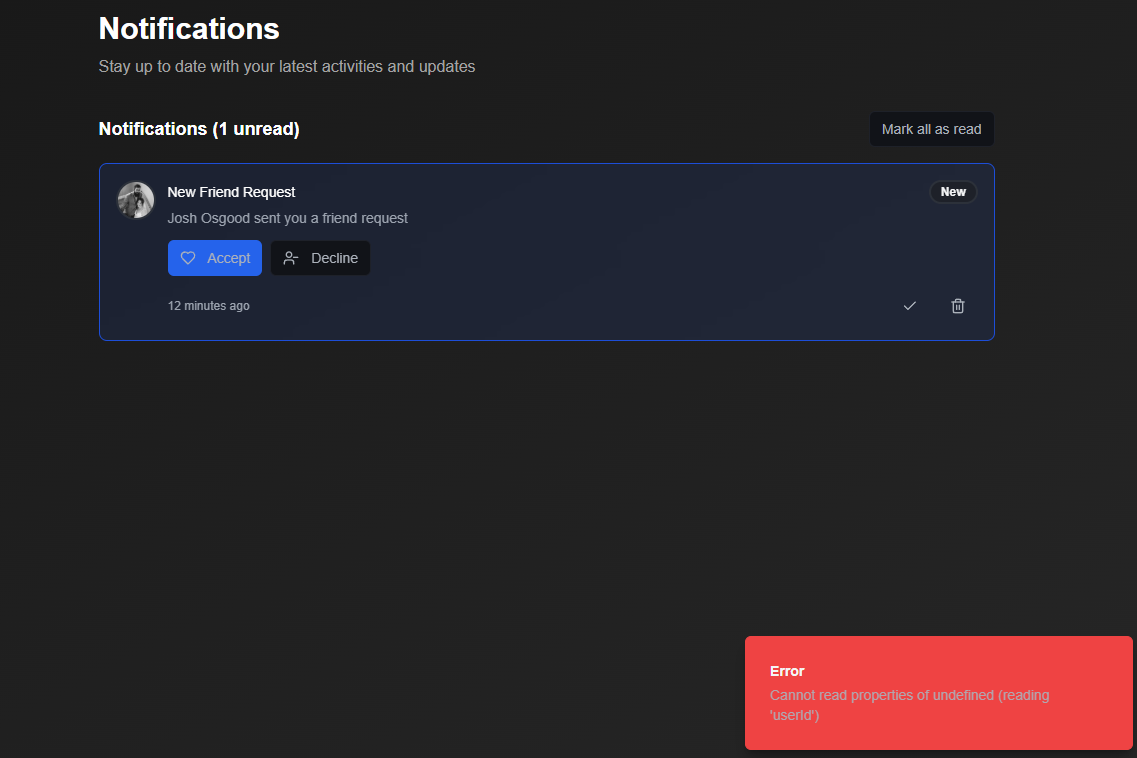 Notifications
Stay up to date with your latest activities and updates
Notifications (1 unread)
Mark all as read
New Friend Request
New
Josh Osgood sent you a friend request
Accept
Decline
12 minutes ago
Error
Cannot read properties of undefined (reading
'userId')